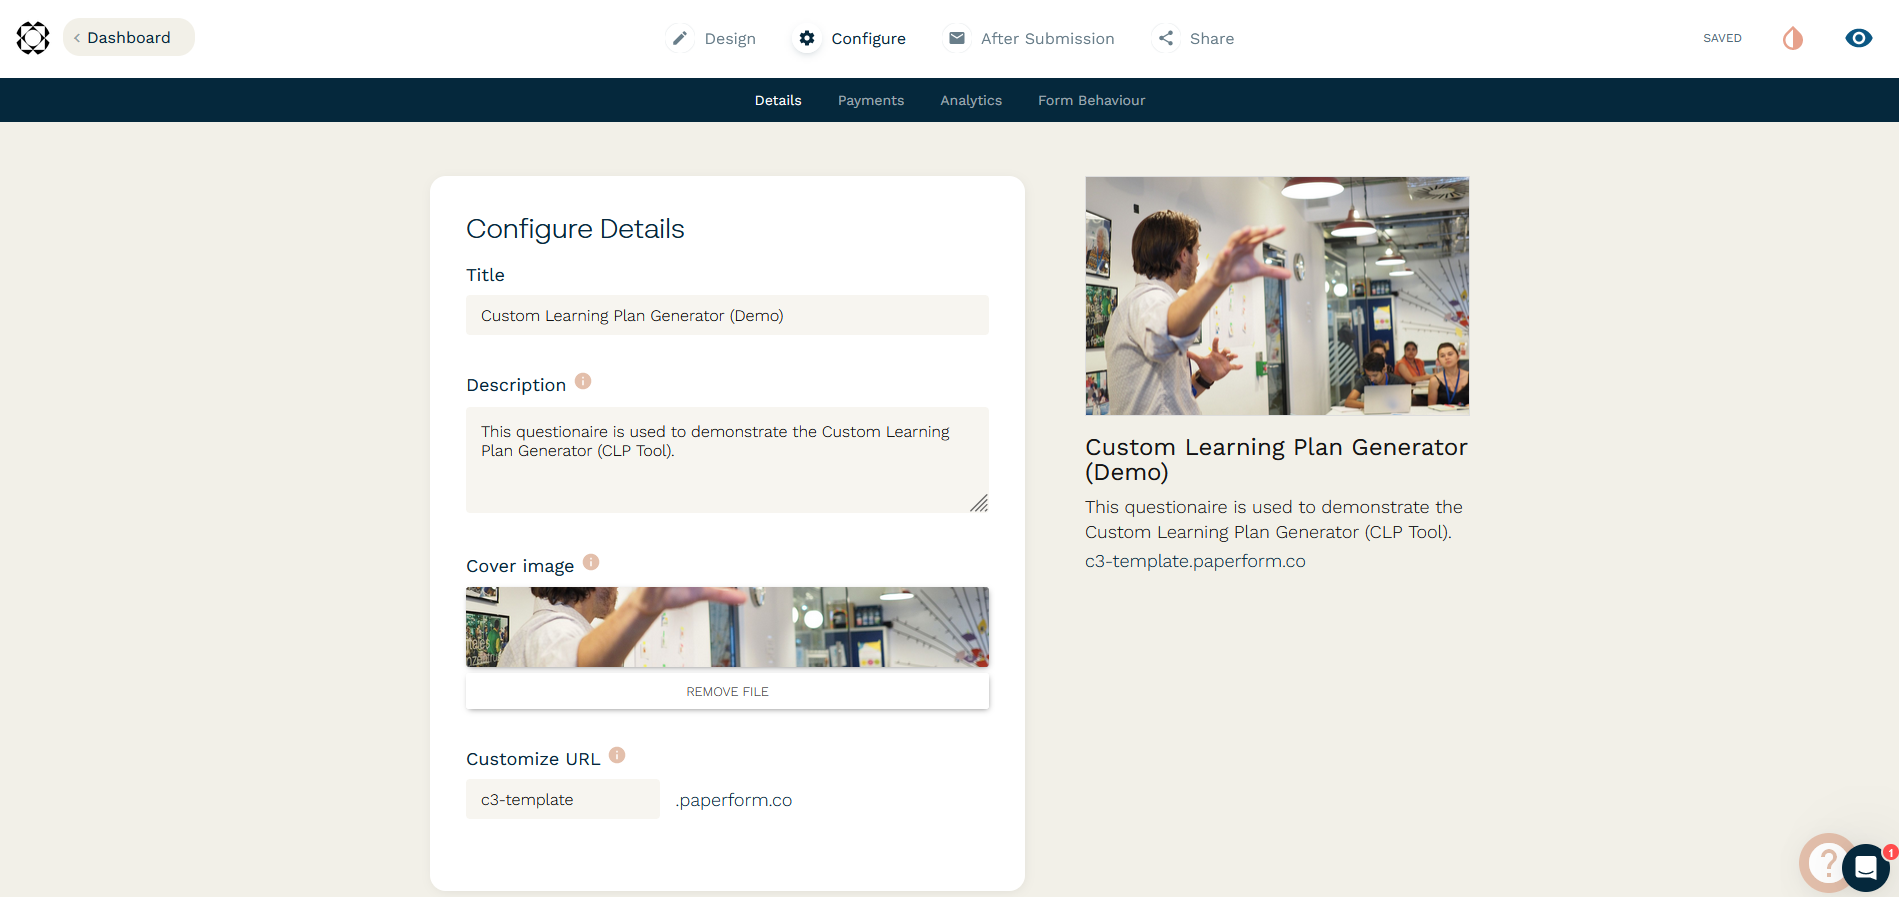 Dashboard
Design
Configure
After Submission
Share
SAVED
Details
Payments
Analytics
Form Behaviour
Configure Details
Title
Custom Learning Plan Generator (Demo)
Description
This questionaire is used to demonstrate the Custom Learning
Plan Generator (CLP Tool).
Cover image
REMOVE FILE
Customize URL
c3-template
.paperform.co
Custom Learning Plan Generator
(Demo)
This questionaire is used to demonstrate the
Custom Learning Plan Generator (CLP Tool).
c3-template.paperform.co
1